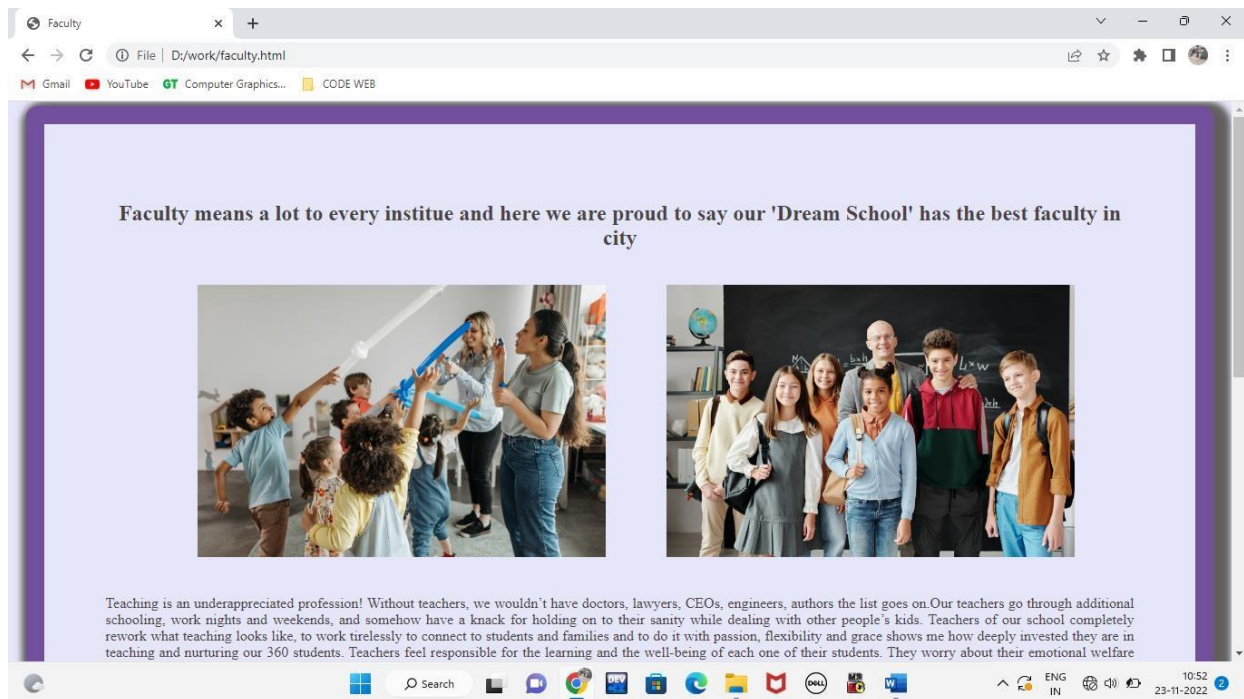 Faculty
File D:/work/faculty.html
Gmail YouTube GT Computer Graphics... CODE WEB
Faculty means a lot to every institue and here we are proud to say our 'Dream School' has the best faculty in
city
Teaching is an underappreciated profession! Without teachers, we wouldn't have doctors, lawyers, CEOs, engineers, authors the list goes on.Our teachers go through additional
schooling, work nights and weekends, and somehow have a knack for holding on to their sanity while dealing with other people's kids. Teachers of our school completely
rework what teaching looks like, to work tirelessly to connect to students and families and to do it with passion, flexibility and grace shows me how deeply invested they are in
teaching and nurturing our 360 students. Teachers feel responsible for the learning and the well-being of each one of their students. They worry about their emotional welfare
Search
DEV
DELL
W
ENG
IN
10:52
23-11-2022
2